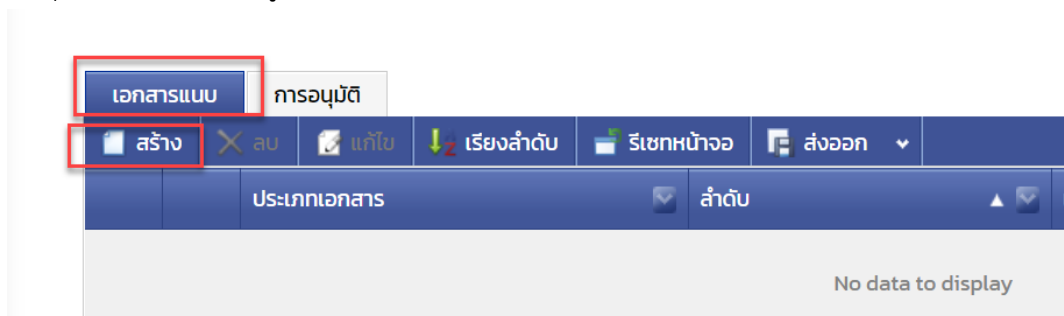 เอกสารแนบ การอนุมัติ
สร้าง ลบ แก้ไข เรียงลำดับ รีเซทหน้าจอ ส่งออก
ประเภทเอกสาร ลำดับ
No data to display